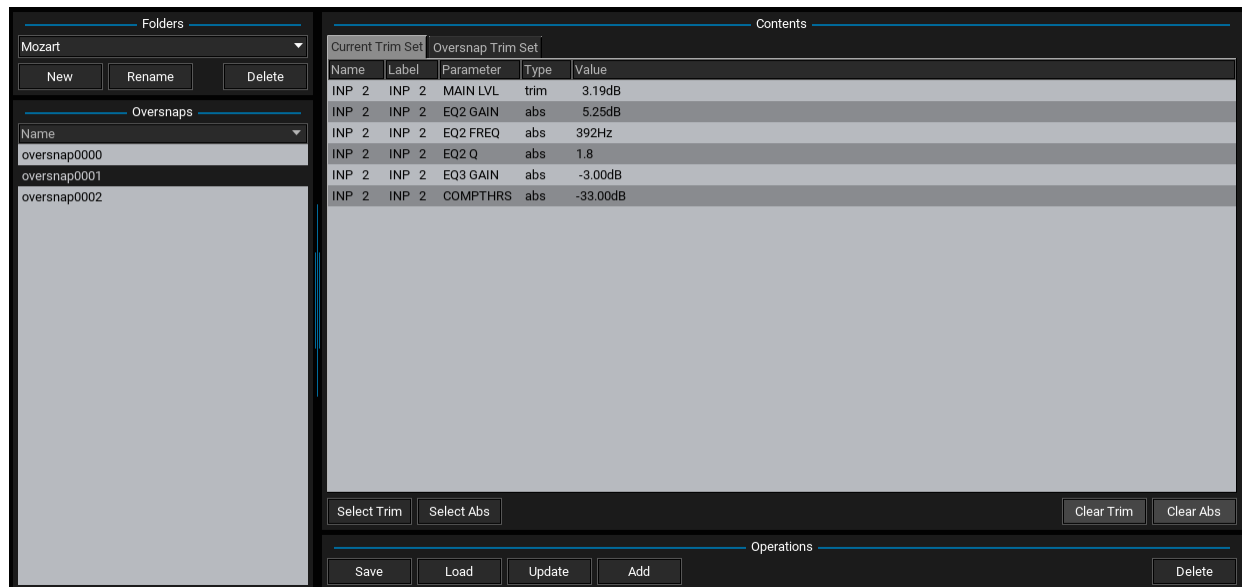 Folders
Mozart
New Rename Delete
Oversnaps
Name
oversnap0000
oversnap0001
oversnap0002
Contents
Current Trim Set Oversnap Trim Set
Name Label Parameter Type Value
INP 2 INP 2 MAIN LVL trim 3.19dB
INP 2 INP 2 EQ2 GAIN abs 5.25dB
INP 2 INP 2 EQ2 FREQ abs 392Hz
INP 2 INP 2 EQ2 Q abs 1.8
INP 2 INP 2 EQ3 GAIN abs -3.00dB
INP 2 INP 2 COMPTHRS abs -33.00dB
Select Trim Select Abs Clear Trim Clear Abs
Operations
Save Load Update Add Delete